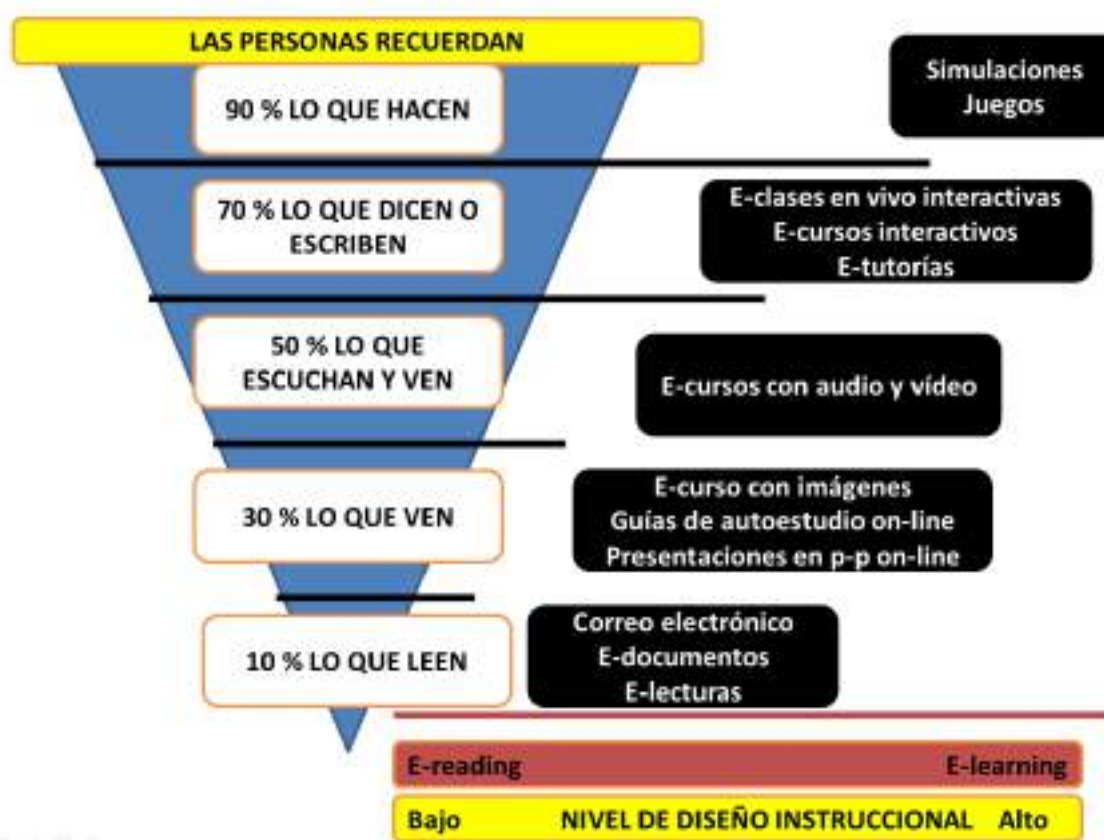 LAS PERSONAS RECUERDAN
90 % LO QUE HACEN
Simulaciones
Juegos
70 % LO QUE DICEN O
ESCRIBEN
E-clases en vivo interactivas
E-cursos interactivos
E-tutorías
50 % LO QUE
ESCUCHAN Y VEN
E-cursos con audio y vídeo
30 % LO QUE VEN
E-curso con imágenes
Guías de autoestudio on-line
Presentaciones en p-p on-line
10 % LO QUE LEEN
Correo electrónico
E-documentos
E-lecturas
E-reading E-learning
Bajo NIVEL DE DISEÑO INSTRUCCIONAL Alto